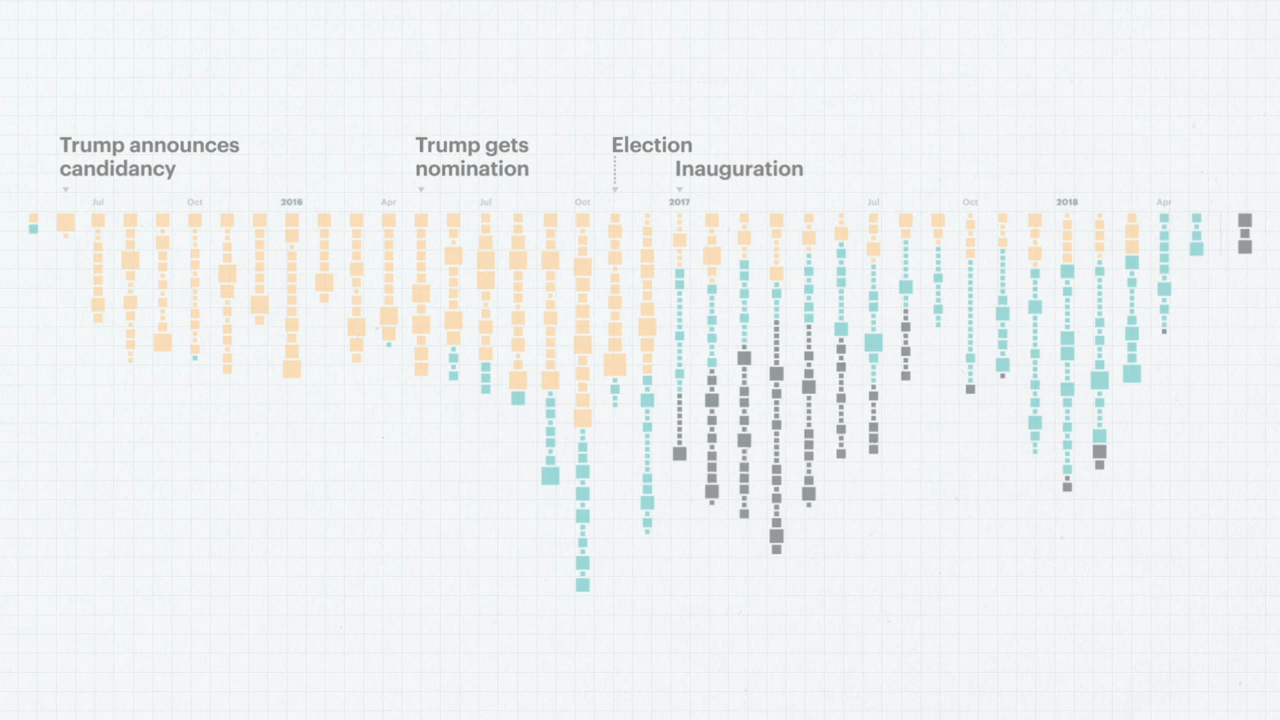 Trump announces
candidancy
Trump gets
nomination
Election
Inauguration
Jul
Oct
2016
Apr
Jul
Oct
2017
Jul
Oct
2018
Apr